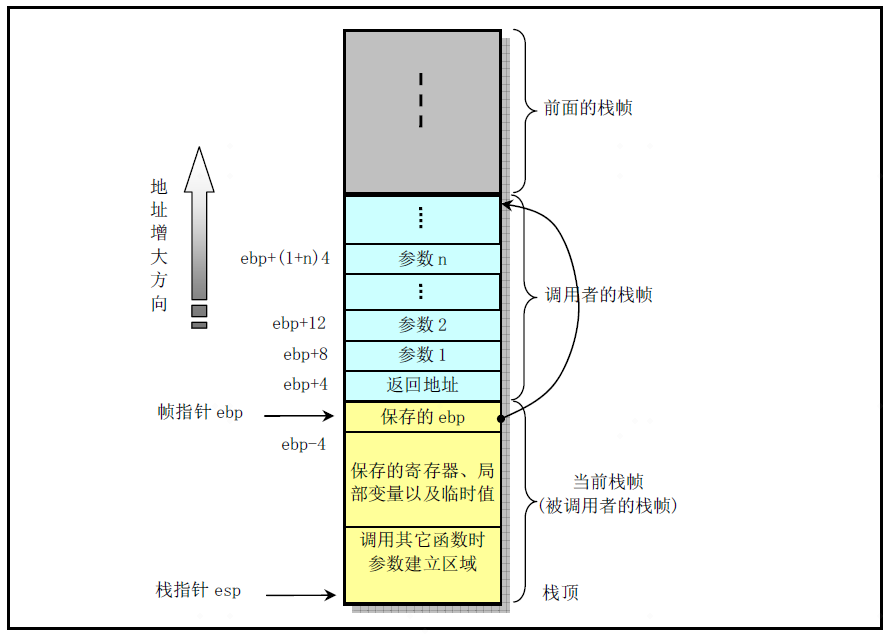 前面的栈帧
地址增大方向
ebp+(1+n)4
参数 n
调用者的栈帧
ebp+12
参数 2
ebp+8
参数 1
ebp+4
返回地址
帧指针 ebp
保存的 ebp
ebp-4
保存的寄存器、局
部变量以及临时值
当前栈帧
(被调用者的栈帧)
调用其它函数时
参数建立区域
栈指针 esp
栈顶